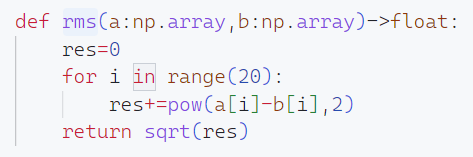 def rms(a:np.array,b:np.array)->float:
    res=0
    for i in range(20):
        res+=pow(a[i]-b[i],2)
    return sqrt(res)